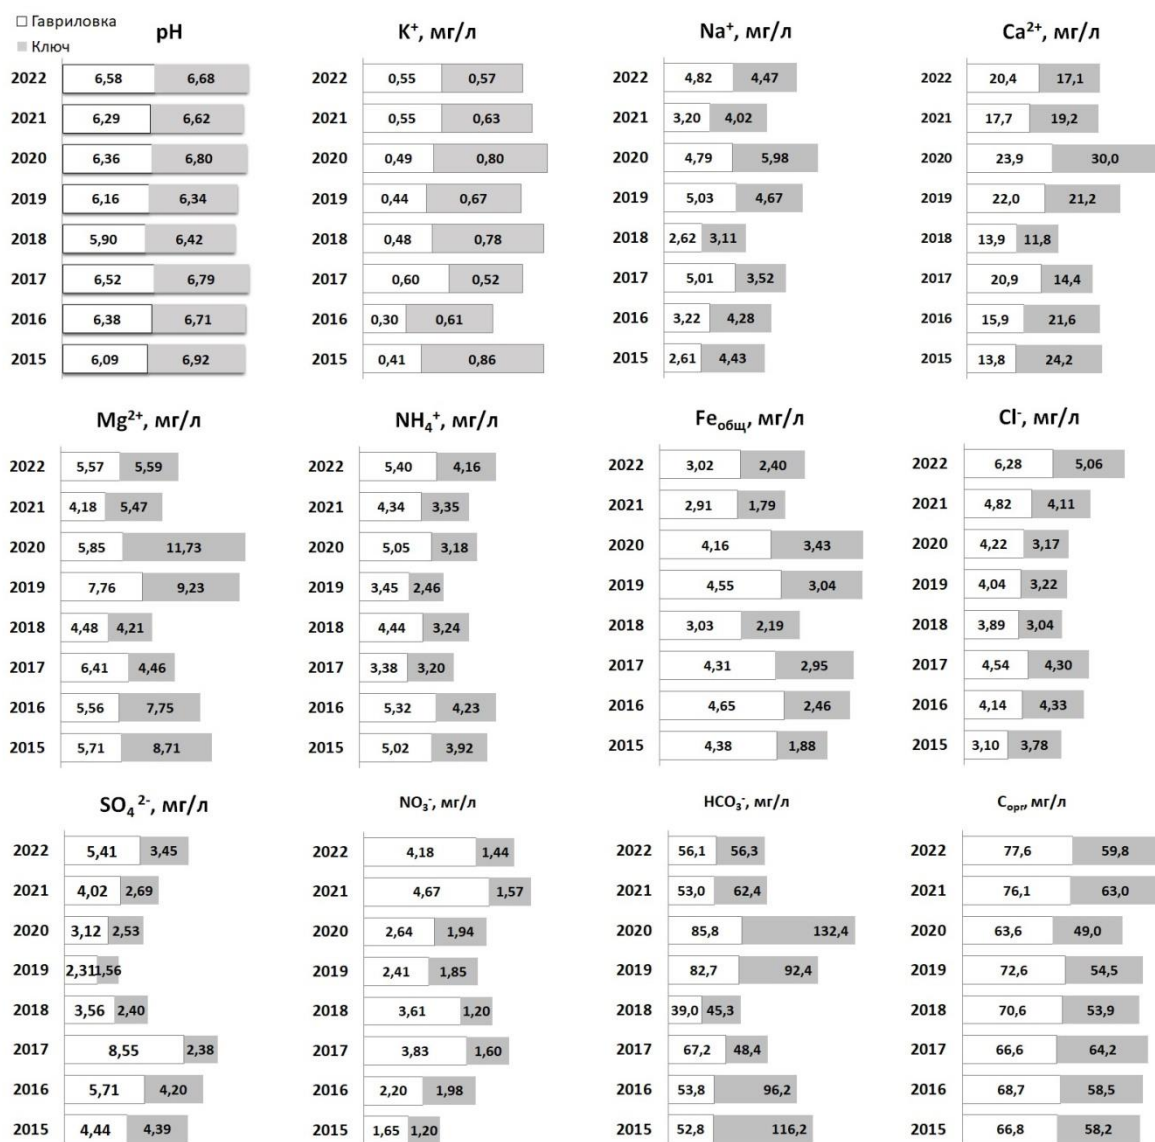 Гавриловка
Ключ
pH
2022 6,58 6,68
2021 6,29 6,62
2020 6,36 6,80
2019 6,16 6,34
2018 5,90 6,42
2017 6,52 6,79
2016 6,38 6,71
2015 6,09 6,92
K⁺, мг/л
2022 0,55 0,57
2021 0,55 0,63
2020 0,49 0,80
2019 0,44 0,67
2018 0,48 0,78
2017 0,60 0,52
2016 0,30 0,61
2015 0,41 0,86
Na⁺, мг/л
2022 4,82 4,47
2021 3,20 4,02
2020 4,79 5,98
2019 5,03 4,67
2018 2,62 3,11
2017 5,01 3,52
2016 3,22 4,28
2015 2,61 4,43
Ca²⁺, мг/л
2022 20,4 17,1
2021 17,7 19,2
2020 23,9 30,0
2019 22,0 21,2
2018 13,9 11,8
2017 20,9 14,4
2016 15,9 21,6
2015 13,8 24,2
Mg²⁺, мг/л
2022 5,57 5,59
2021 4,18 5,47
2020 5,85 11,73
2019 7,76 9,23
2018 4,48 4,21
2017 6,41 4,46
2016 5,56 7,75
2015 5,71 8,71
NH₄⁺, мг/л
2022 5,40 4,16
2021 4,34 3,35
2020 5,05 3,18
2019 3,45 2,46
2018 4,44 3,24
2017 3,38 3,20
2016 5,32 4,23
2015 5,02 3,92
Feобщ, мг/л
2022 3,02 2,40
2021 2,91 1,79
2020 4,16 3,43
2019 4,55 3,04
2018 3,03 2,19
2017 4,31 2,95
2016 4,65 2,46
2015 4,38 1,88
Cl⁻, мг/л
2022 6,28 5,06
2021 4,82 4,11
2020 4,22 3,17
2019 4,04 3,22
2018 3,89 3,04
2017 4,54 4,30
2016 4,14 4,33
2015 3,10 3,78
SO₄²⁻, мг/л
2022 5,41 3,45
2021 4,02 2,69
2020 3,12 2,53
2019 2,31 1,56
2018 3,56 2,40
2017 8,55 2,38
2016 5,71 4,20
2015 4,44 4,39
NO₃⁻, мг/л
2022 4,18 1,44
2021 4,67 1,57
2020 2,64 1,94
2019 2,41 1,85
2018 3,61 1,20
2017 3,83 1,60
2016 2,20 1,98
2015 1,65 1,20
HCO₃⁻, мг/л
2022 56,1 56,3
2021 53,0 62,4
2020 85,8 132,4
2019 82,7 92,4
2018 39,0 45,3
2017 67,2 48,4
2016 53,8 96,2
2015 52,8 116,2
Cорг, мг/л
2022 77,6 59,8
2021 76,1 63,0
2020 63,6 49,0
2019 72,6 54,5
2018 70,6 53,9
2017 66,6 64,2
2016 68,7 58,5
2015 66,8 58,2